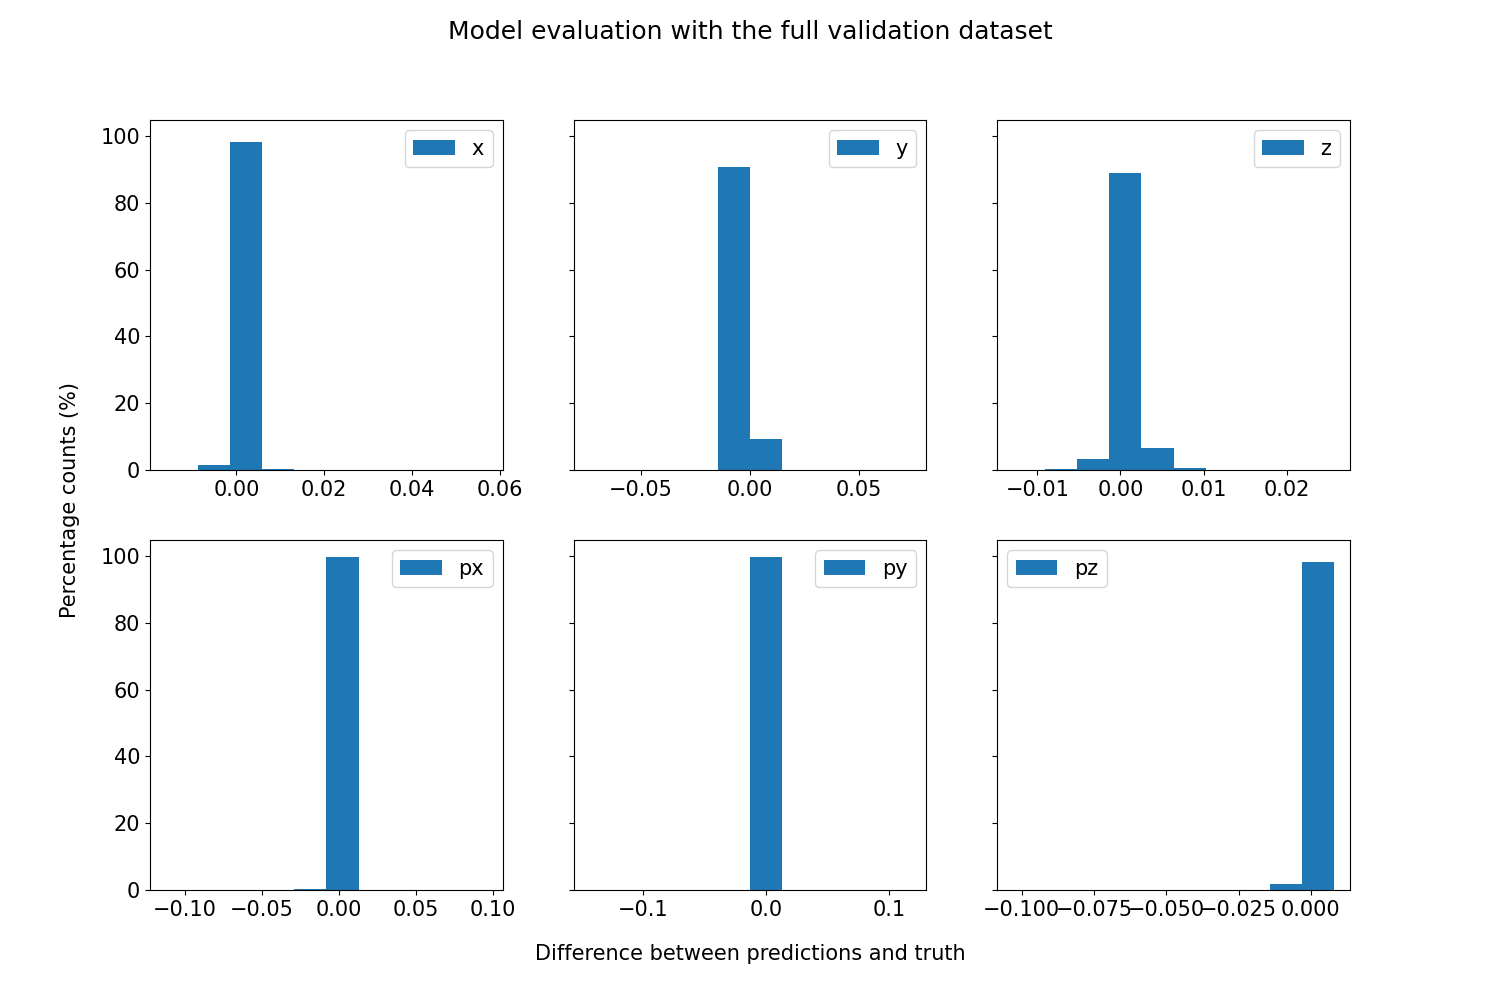 Model evaluation with the full validation dataset
Percentage counts (%)
100
80
60
40
20
0
x
0.00 0.02 0.04 0.06
y
−0.05 0.00 0.05
z
−0.01 0.00 0.01 0.02
100
80
60
40
20
0
px
−0.10 −0.05 0.00 0.05 0.10
py
−0.1 0.0 0.1
pz
−0.100 −0.075 −0.050 −0.025 0.000
Difference between predictions and truth